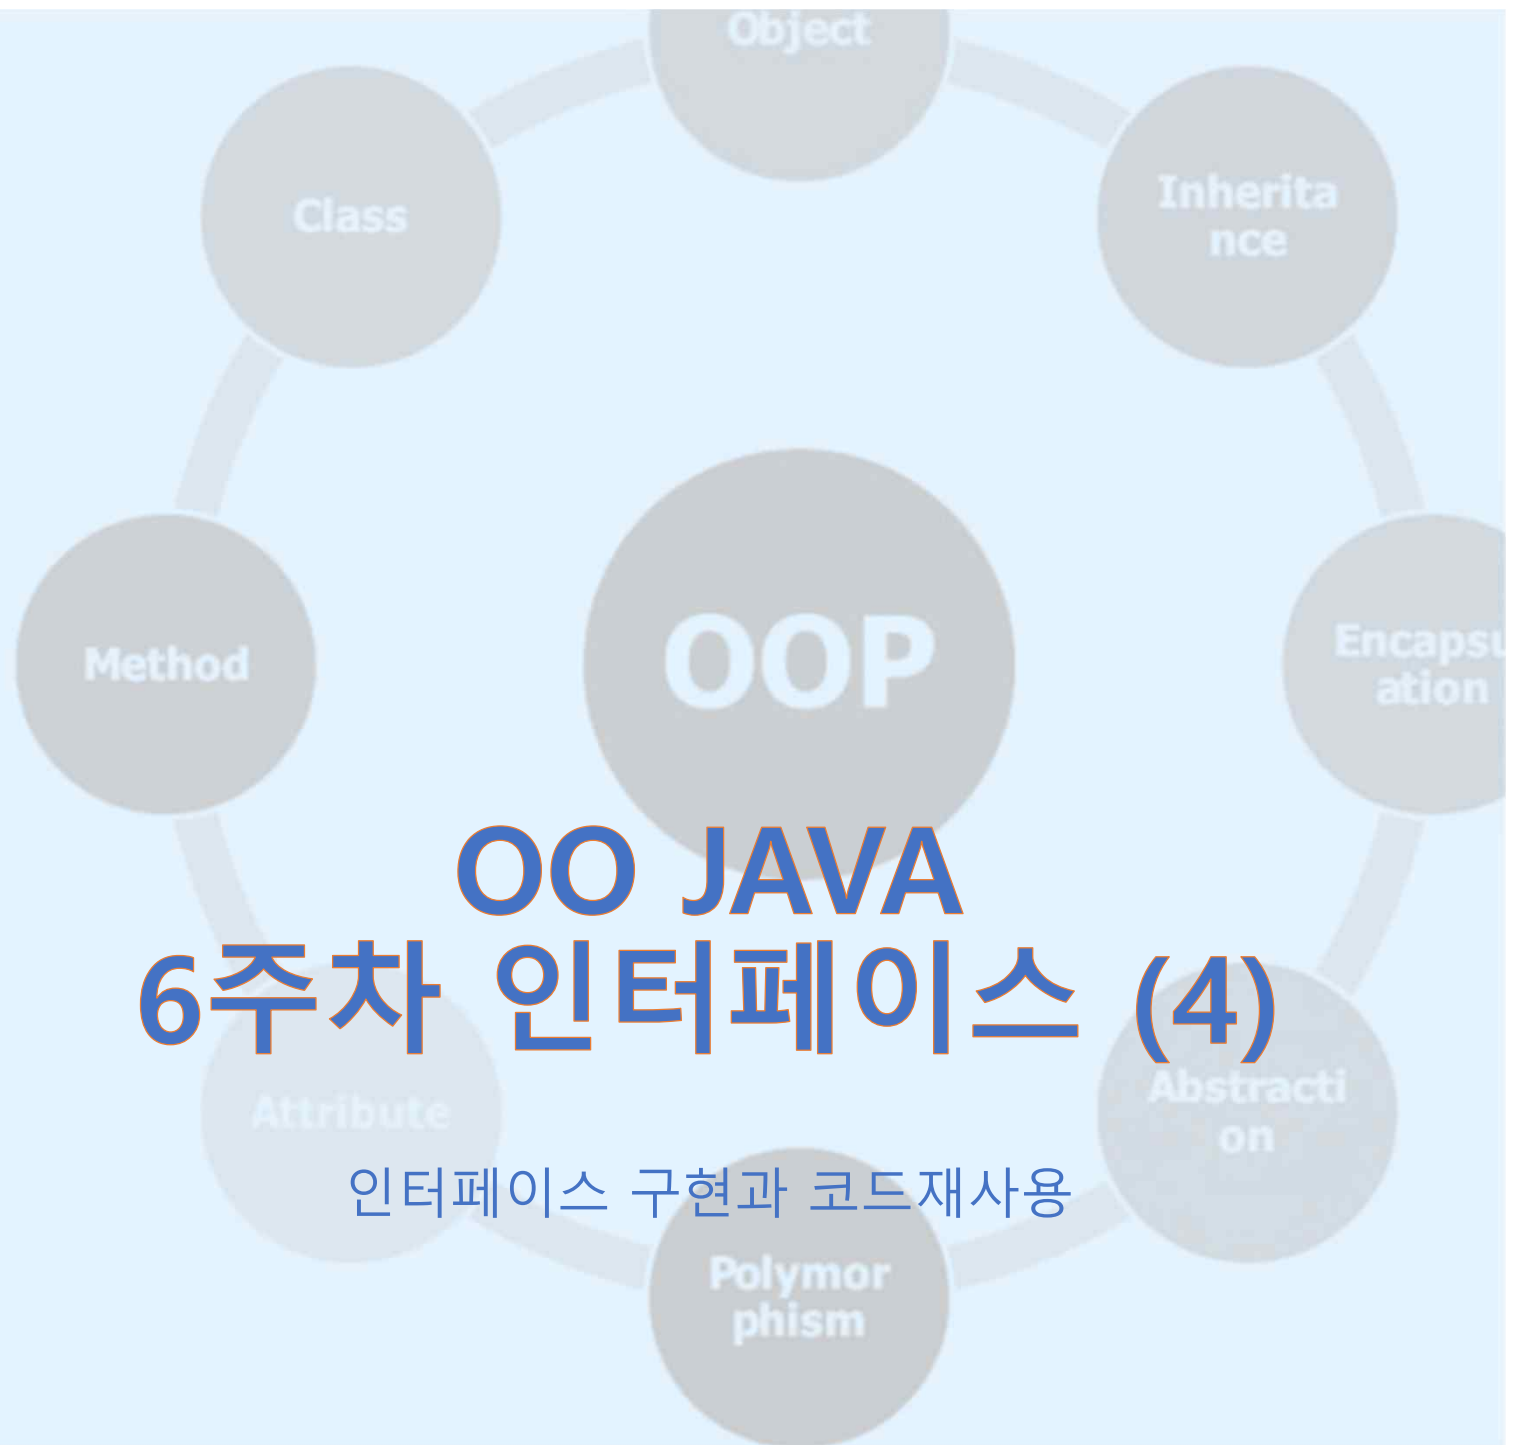 Object
Class
Inherita
nce
OOP
Method
Encapsu
ation
OO JAVA
6주차 인터페이스 (4)
Attribute
Abstracti
on
인터페이스 구현과 코드재사용
Polymor
phism